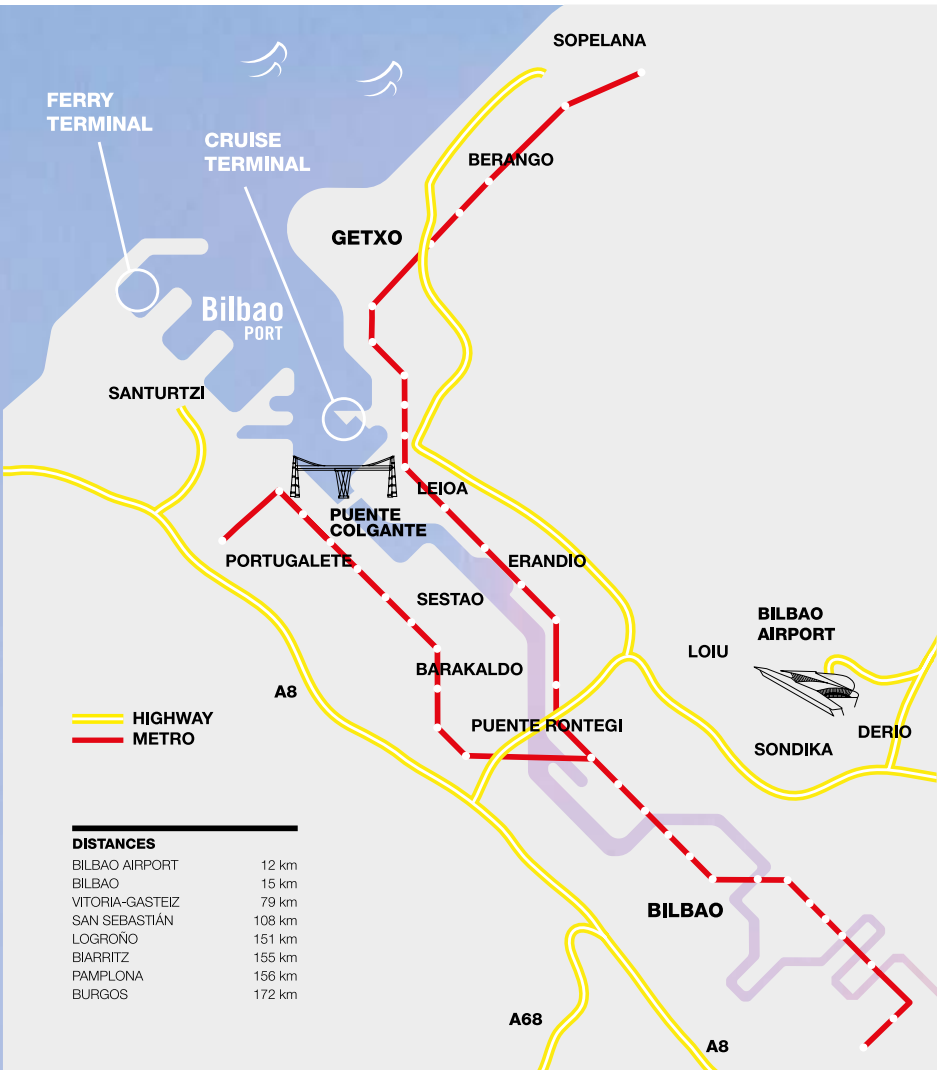 SOPELANA
FERRY
TERMINAL
CRUISE
TERMINAL
BERANGO
GETXO
Bilbao
PORT
SANTURTZI
LEIOA
PUENTE
COLGANTE
PORTUGALETE
ERANDIO
SESTAO
BILBAO
AIRPORT
LOIU
BARAKALDO
A8
HIGHWAY
METRO
PUENTE RONTEGI
DERIO
SONDIKA
DISTANCES
BILBAO AIRPORT 12 km
BILBAO 15 km
VITORIA-GASTEIZ 79 km
SAN SEBASTIÁN 108 km
LOGROÑO 151 km
BIARRITZ 155 km
PAMPLONA 156 km
BURGOS 172 km
BILBAO
A68
A8